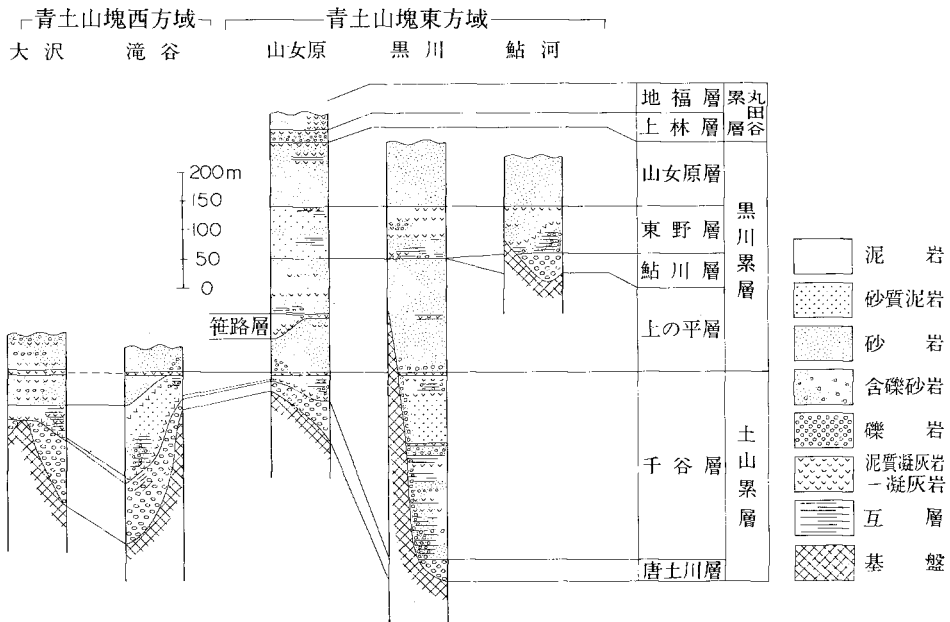 青土山塊西方域
青土山塊東方域
大沢
滝谷
山女原
黒川
鮎河
200m
150
100
50
0
笹路層
地福層
上林層
山女原層
東野層
鮎川層
上の平層
千谷層
唐土川層
丸田谷累層
黒川累層
土山累層
泥岩
砂質泥岩
砂岩
含礫砂岩
礫岩
泥質凝灰岩
-凝灰岩
互層
基盤